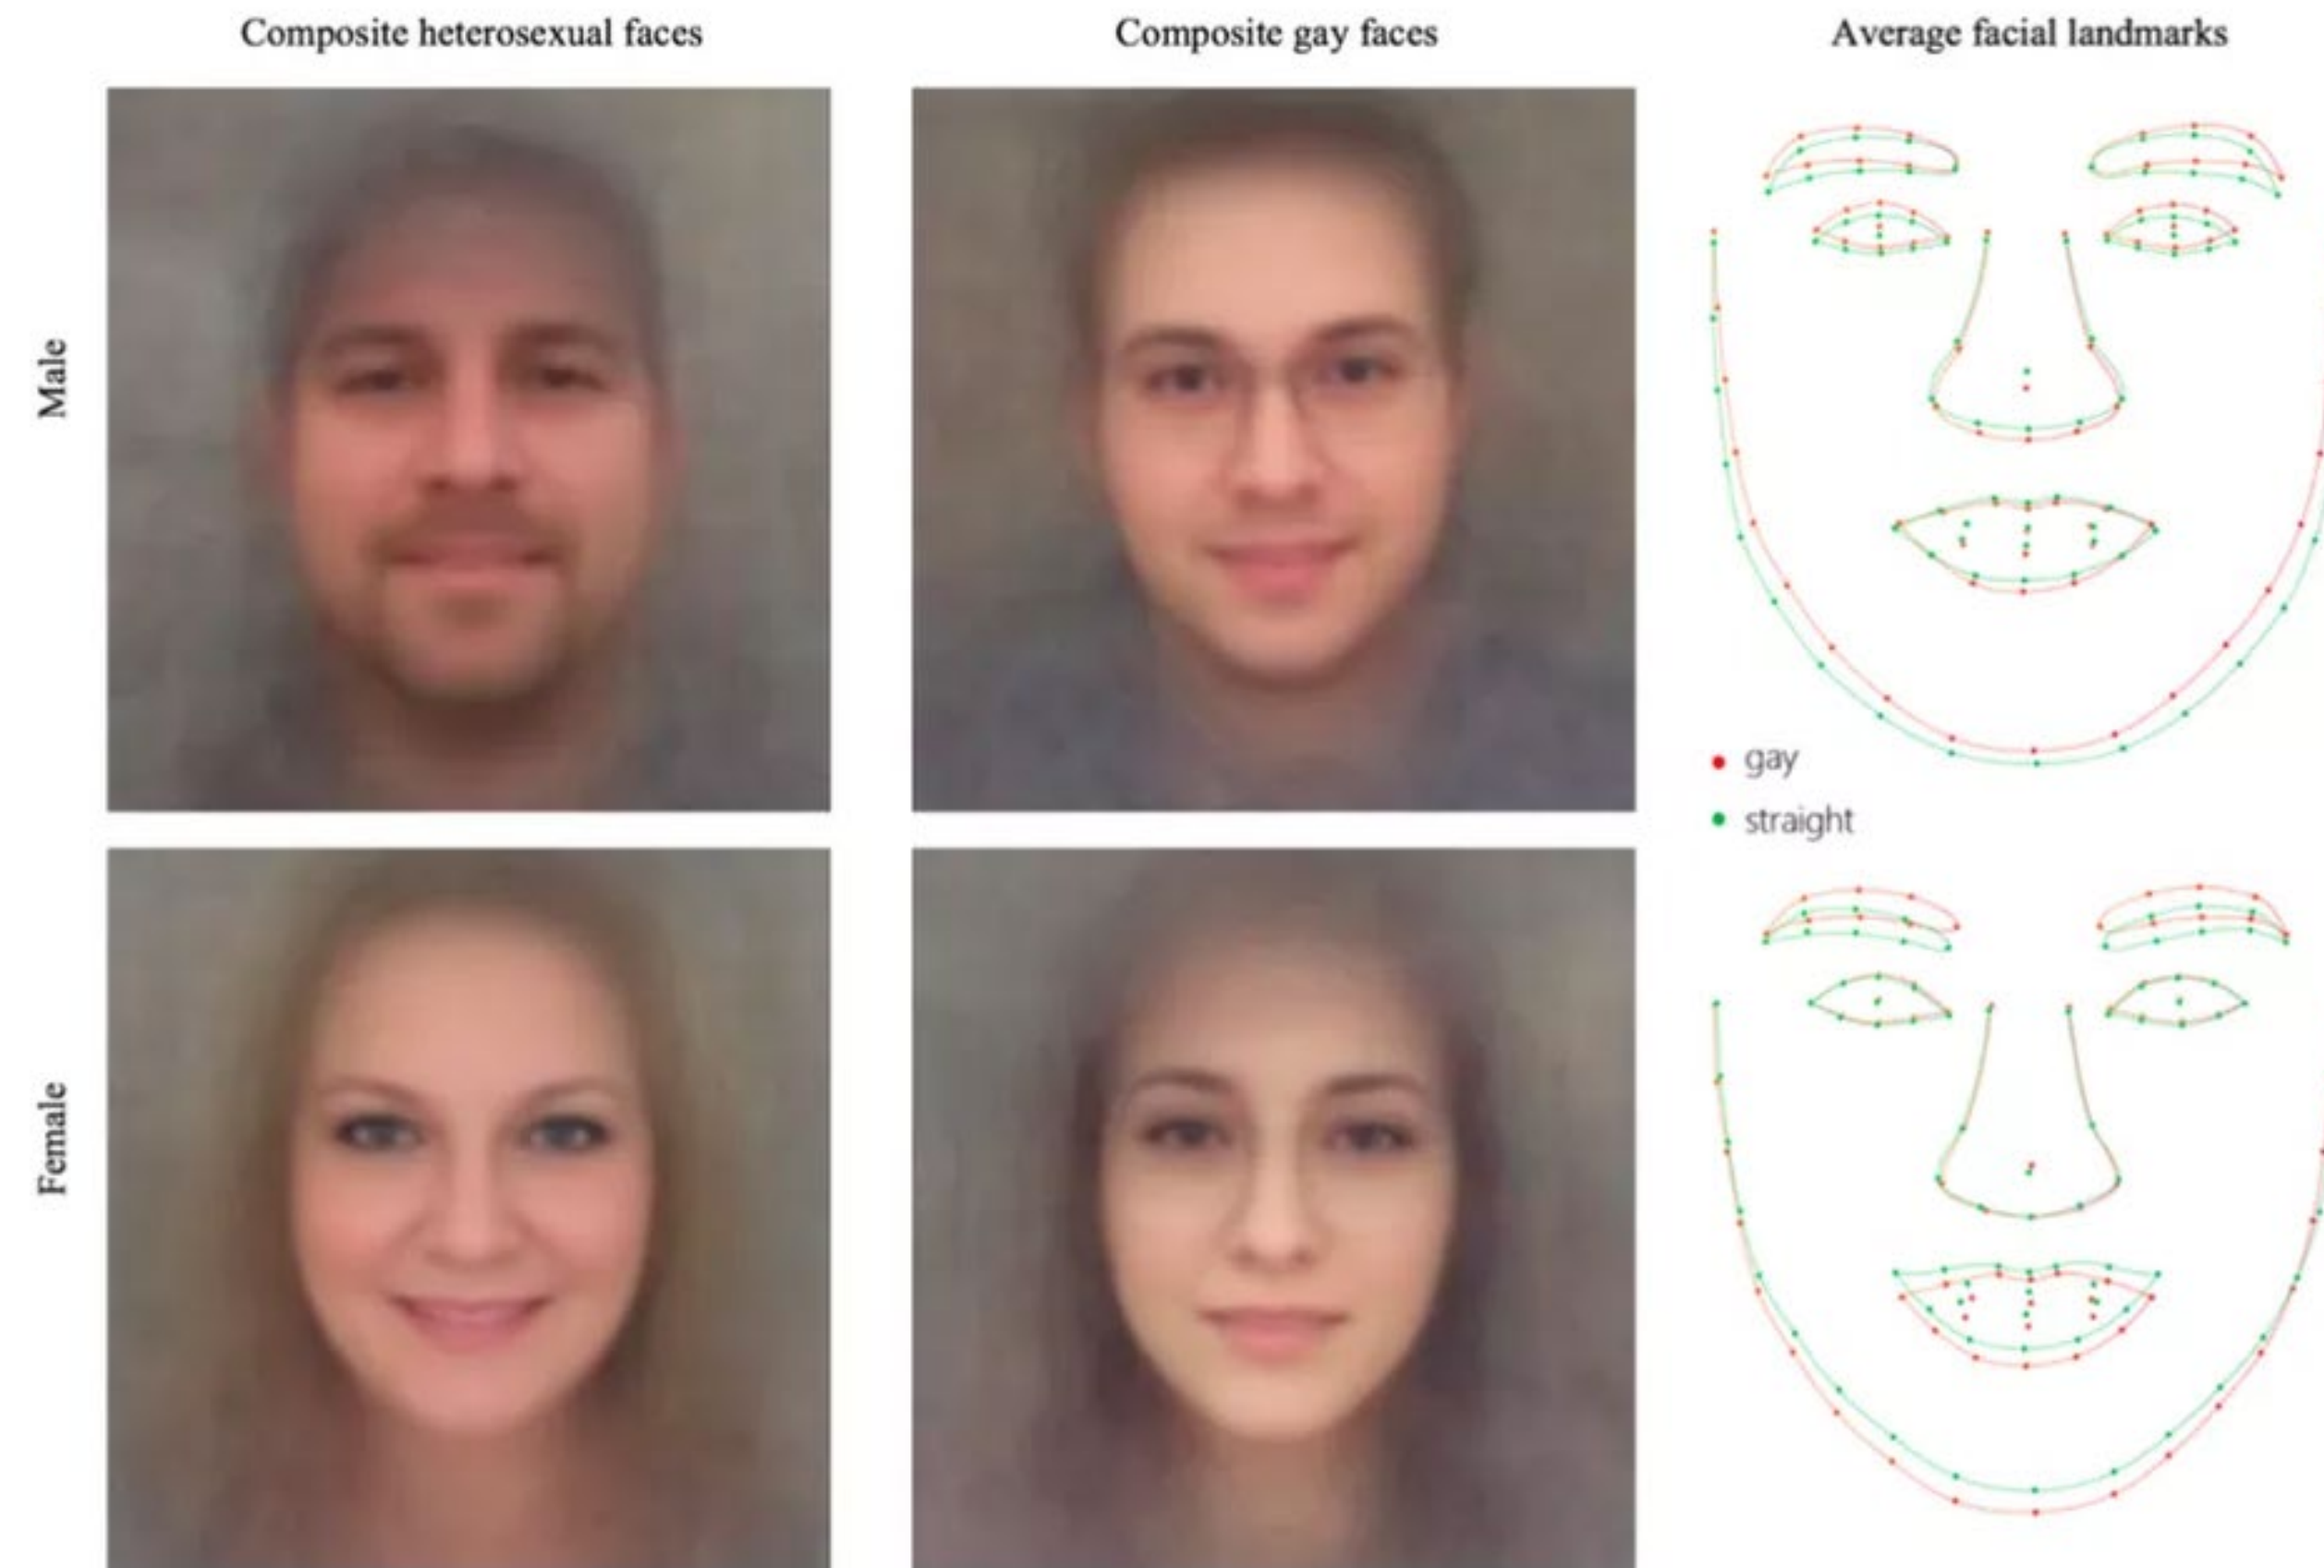 Composite heterosexual faces
Composite gay faces
Average facial landmarks
Male
gay
straight
Female